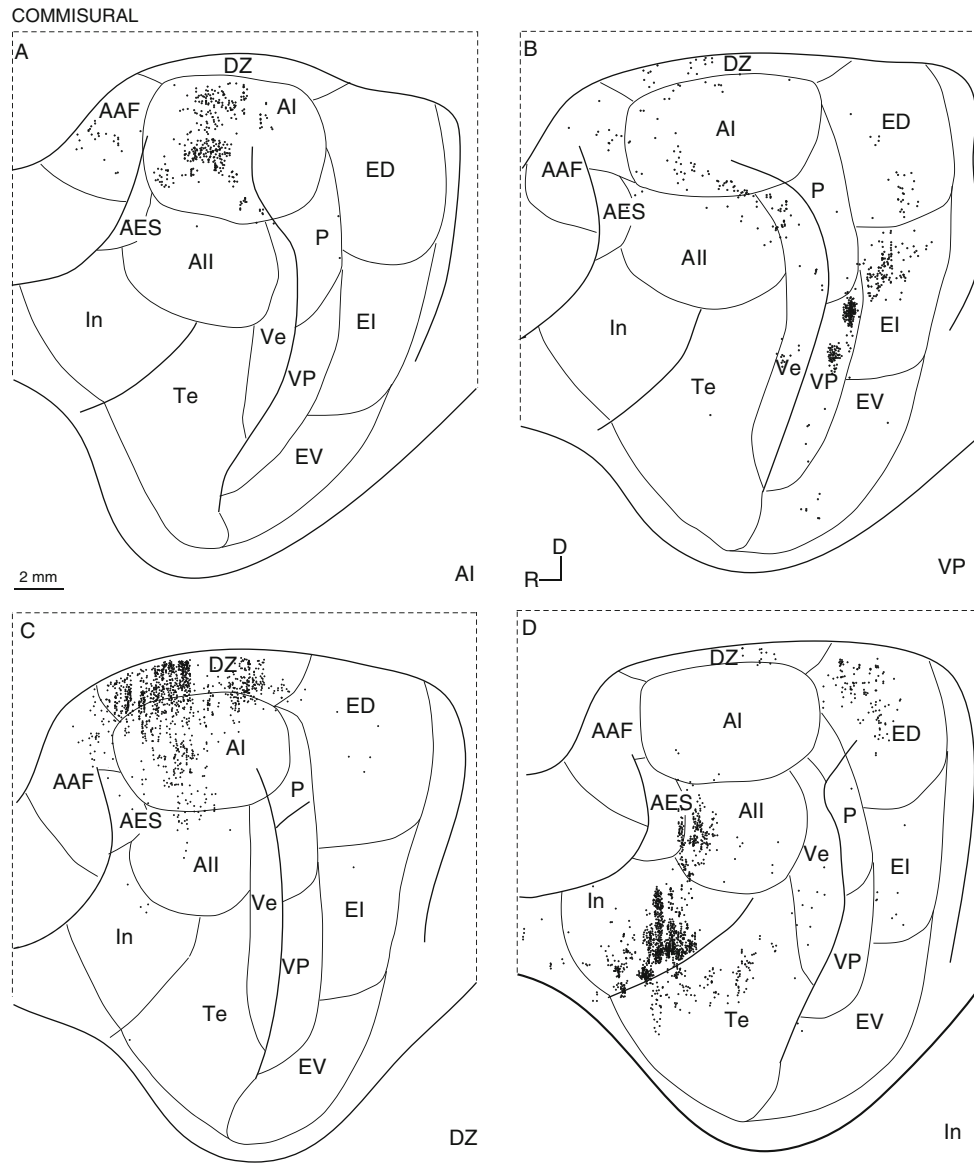 COMMISURAL
A
DZ
AAF
AI
ED
AES
P
AII
In
EI
Ve
VP
Te
EV
2 mm
AI
B
DZ
AI
ED
AAF
P
AES
AII
In
EI
Ve
VP
Te
EV
D
R
VP
C
DZ
ED
AI
AAF
P
AES
AII
EI
Ve
In
VP
Te
EV
DZ
D
DZ
ED
AAF
AI
AES
AII
P
Ve
EI
In
VP
Te
EV
In